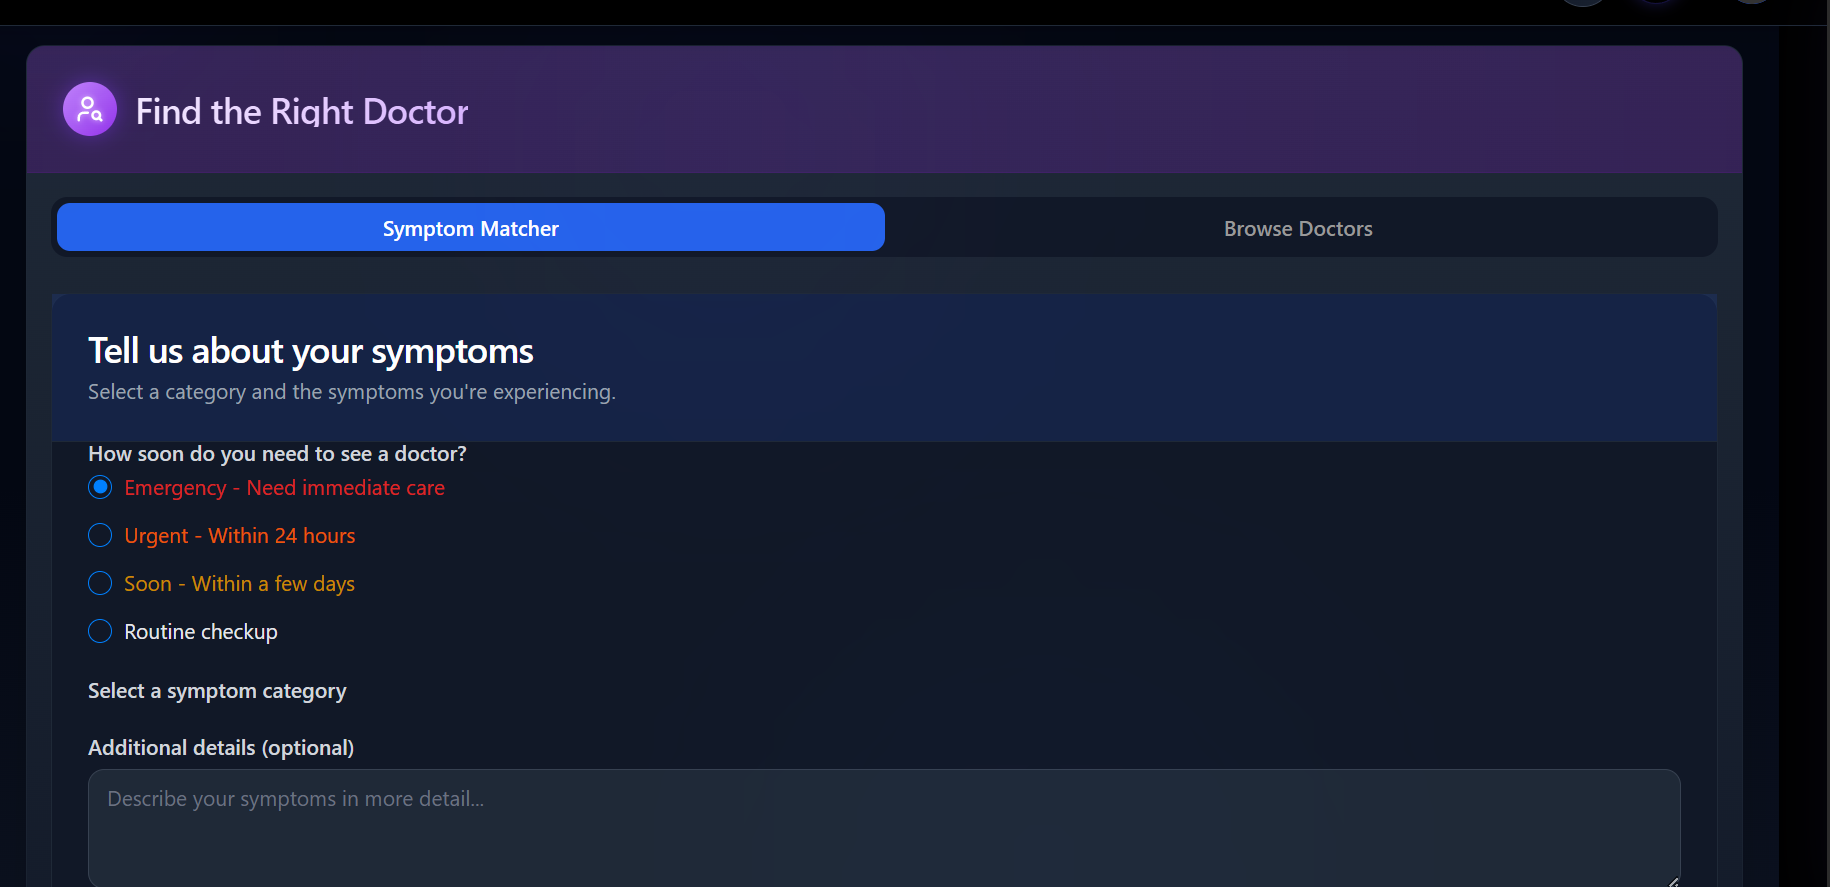 Find the Right Doctor
Symptom Matcher
Browse Doctors
Tell us about your symptoms
Select a category and the symptoms you're experiencing.
How soon do you need to see a doctor?
Emergency - Need immediate care
Urgent - Within 24 hours
Soon - Within a few days
Routine checkup
Select a symptom category
Additional details (optional)
Describe your symptoms in more detail...